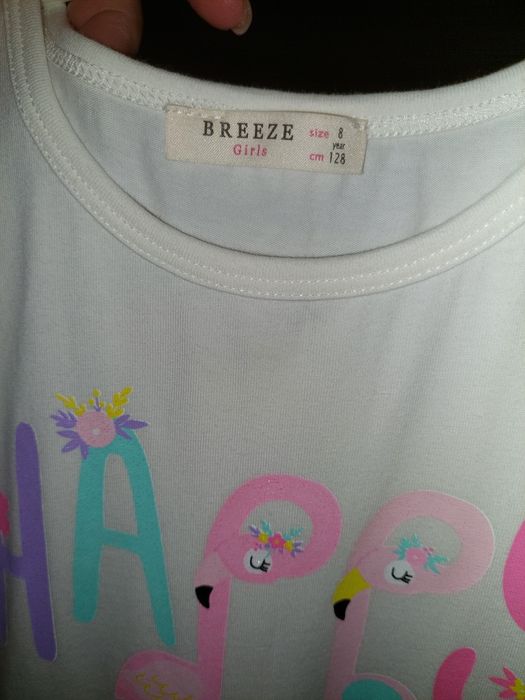 BREEZE
Girls
size 8
year
cm 128
HAPP